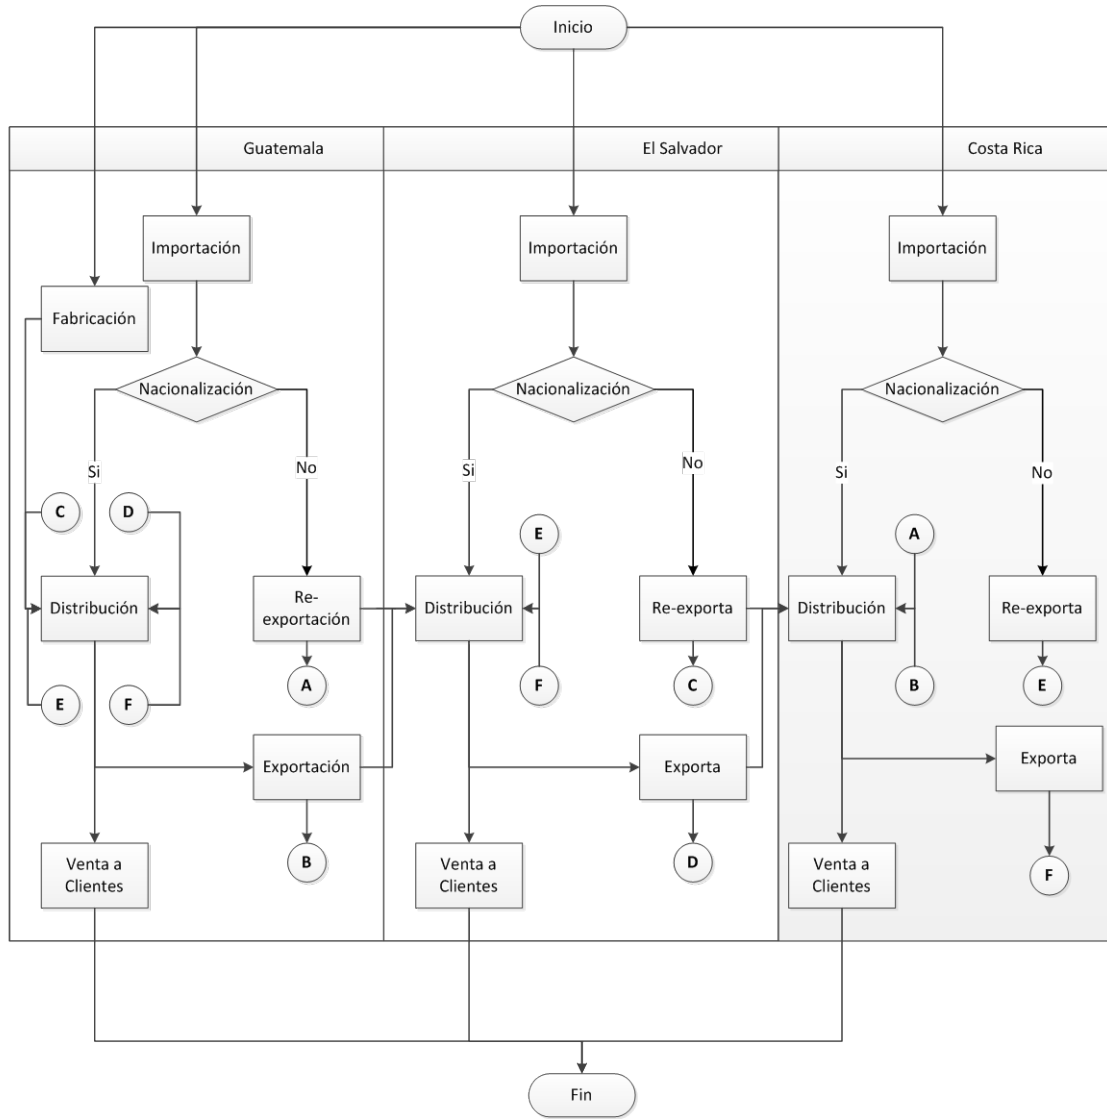 Inicio
Guatemala
El Salvador
Costa Rica
Importación
Importación
Importación
Fabricación
Nacionalización
Nacionalización
Nacionalización
Si
No
Si
No
Si
No
C
D
E
A
Distribución
Re-
exportación
Distribución
Re-exporta
Distribución
Re-exporta
E
F
A
F
C
B
E
Exportación
Exporta
Exporta
B
D
F
Venta a
Clientes
Venta a
Clientes
Venta a
Clientes
Fin